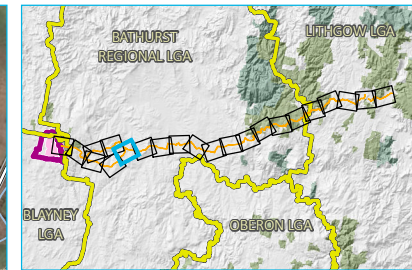 BATHURST
REGIONAL LGA
LITHGOW LGA
BLAYNEY
LGA
OBERON LGA